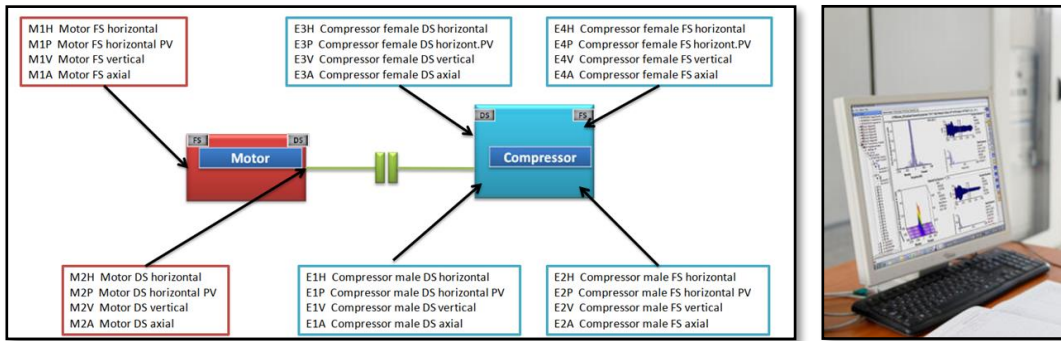 M1H Motor FS horizontal
M1P Motor FS horizontal PV
M1V Motor FS vertical
M1A Motor FS axial
E3H Compressor female DS horizontal
E3P Compressor female DS horizont.PV
E3V Compressor female DS vertical
E3A Compressor female DS axial
E4H Compressor female FS horizontal
E4P Compressor female FS horizont.PV
E4V Compressor female FS vertical
E4A Compressor female FS axial
FS
DS
Motor
DS
FS
Compressor
M2H Motor DS horizontal
M2P Motor DS horizontal PV
M2V Motor DS vertical
M2A Motor DS axial
E1H Compressor male DS horizontal
E1P Compressor male DS horizontal PV
E1V Compressor male DS vertical
E1A Compressor male DS axial
E2H Compressor male FS horizontal
E2P Compressor male FS horizontal PV
E2V Compressor male FS vertical
E2A Compressor male FS axial